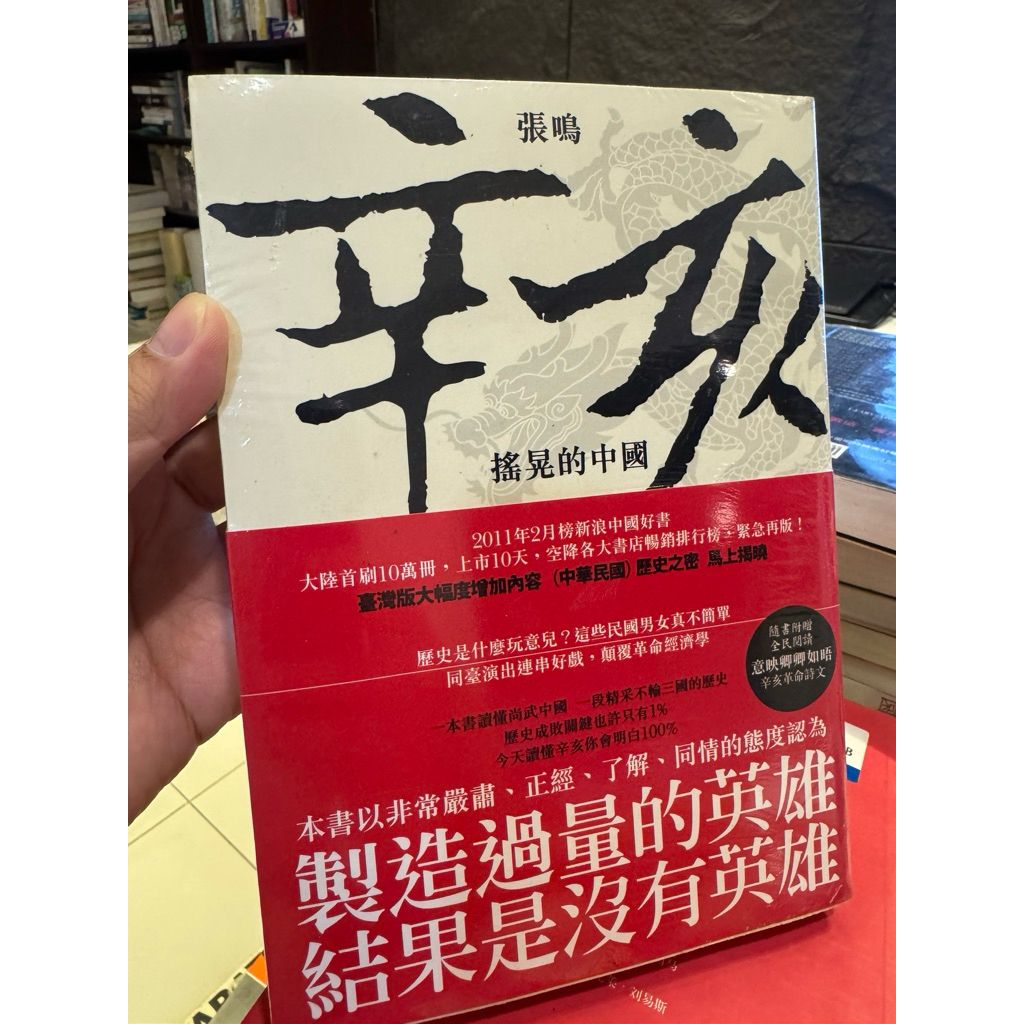 張鳴
辛亥
搖晃的中國
2011年2月榜新浪中國好書
大陸首刷10萬冊，上市10天，空降各大書店暢銷排行榜，緊急再版！
臺灣版大幅度增加內容（中華民國）歷史之密 馬上揭曉
歷史是什麼玩意兒？這些民國男女真不簡單
同臺演出連串好戲，顛覆革命經濟學
隨書附贈
全民閱讀
意映卿卿如晤
辛亥革命詩文
一本書讀懂尚武中國 一段精采不輸三國的歷史
歷史成敗關鍵也許只有1%
今天讀懂辛亥你會明白100%
本書以非常嚴肅、正經、了解、同情的態度認為
製造過量的英雄
結果是沒有英雄
刘易斯